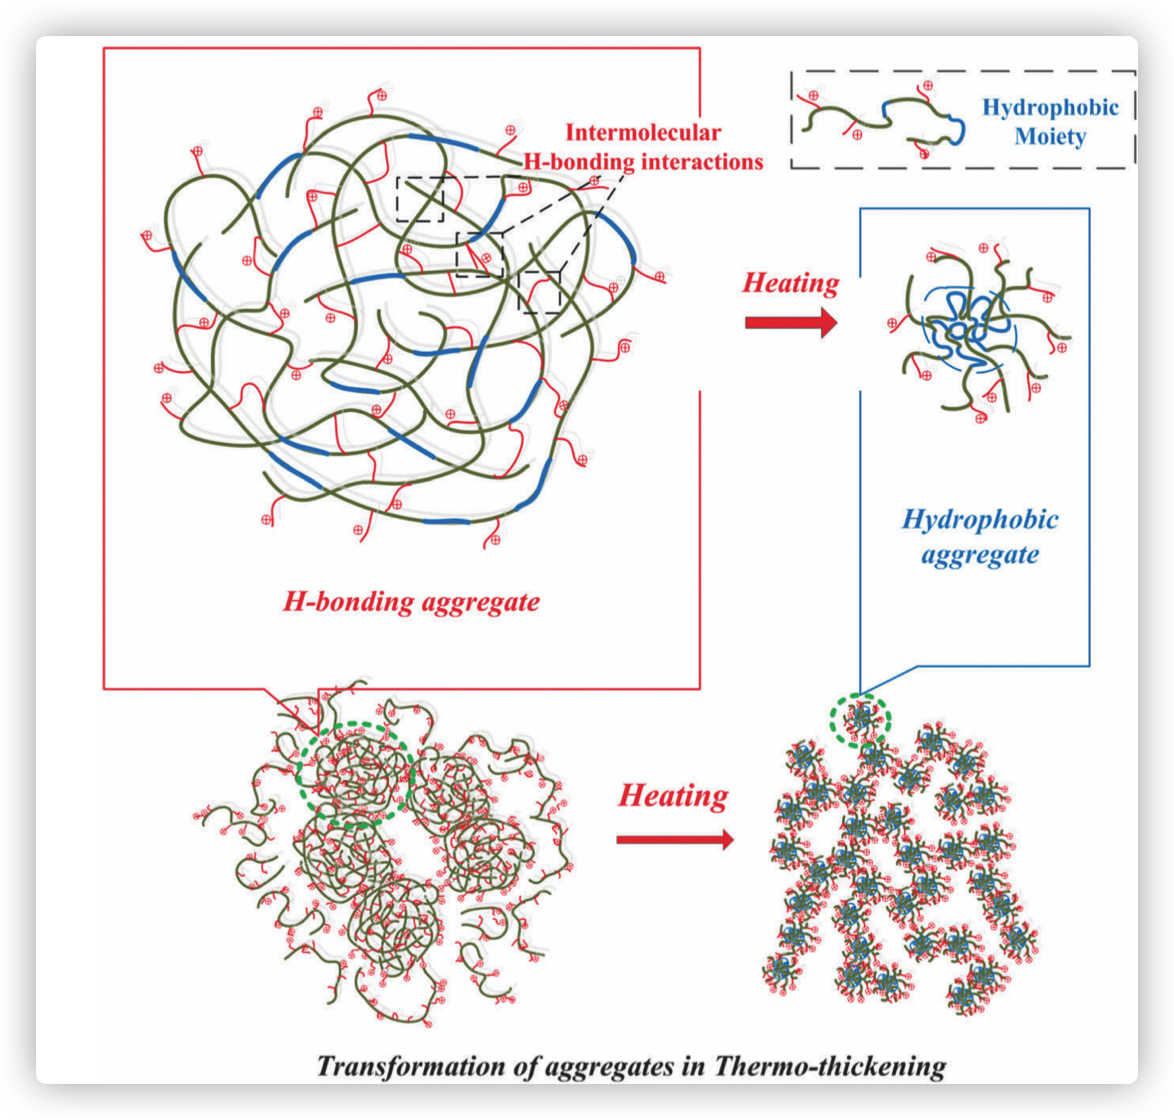 Intermolecular
H-bonding interactions
Hydrophobic
Moiety
Heating
Hydrophobic
aggregate
H-bonding aggregate
Heating
Transformation of aggregates in Thermo-thickening